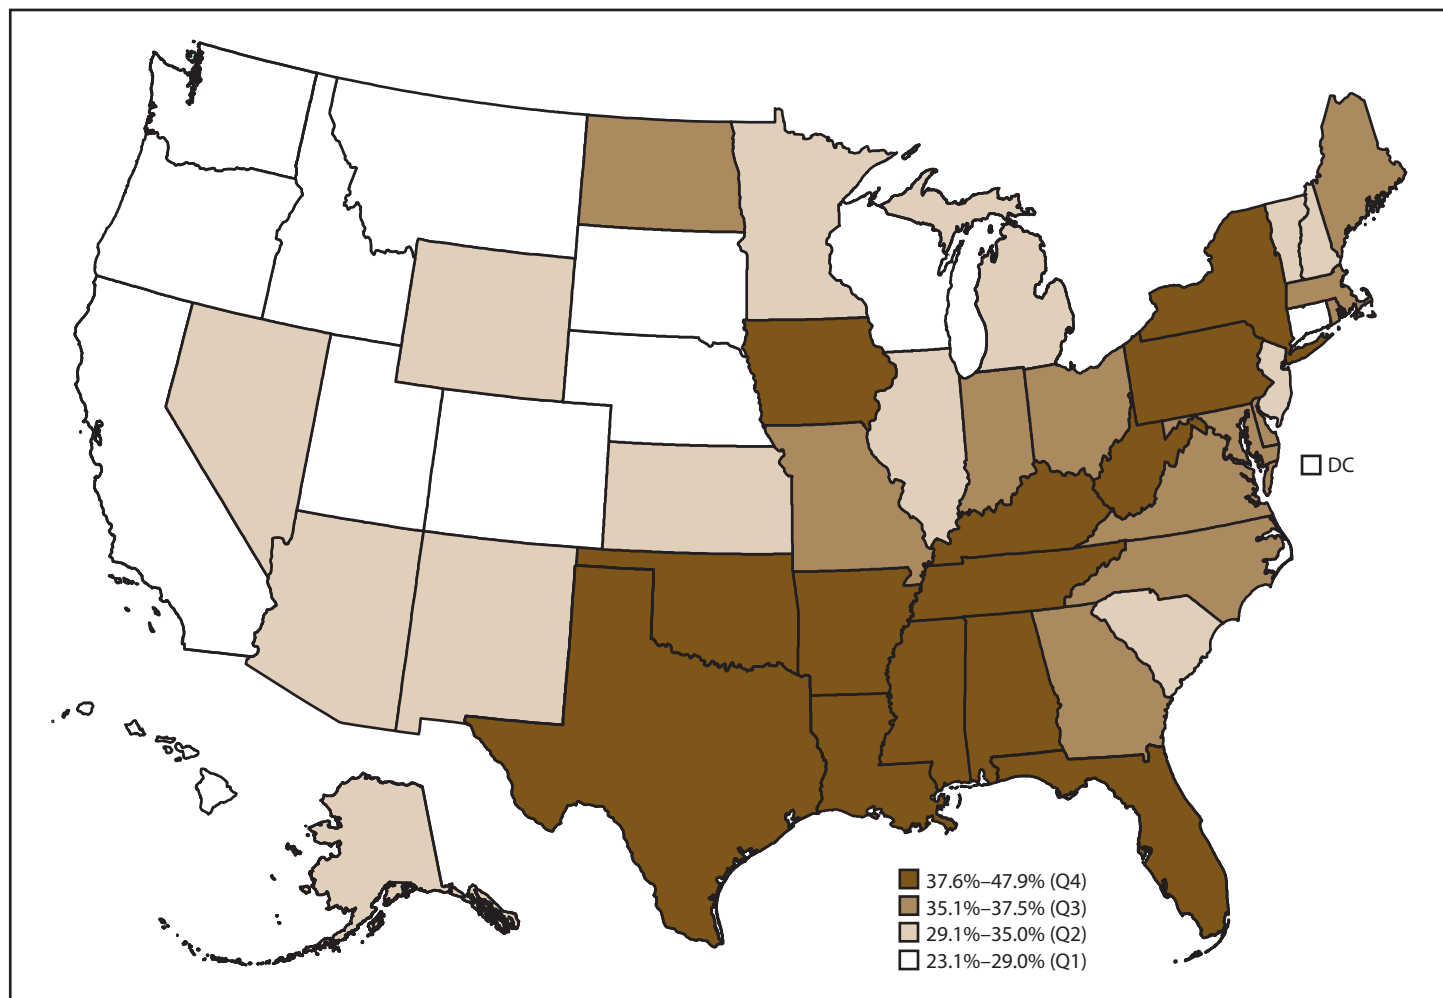 DC
37.6%–47.9% (Q4)
35.1%–37.5% (Q3)
29.1%–35.0% (Q2)
23.1%–29.0% (Q1)